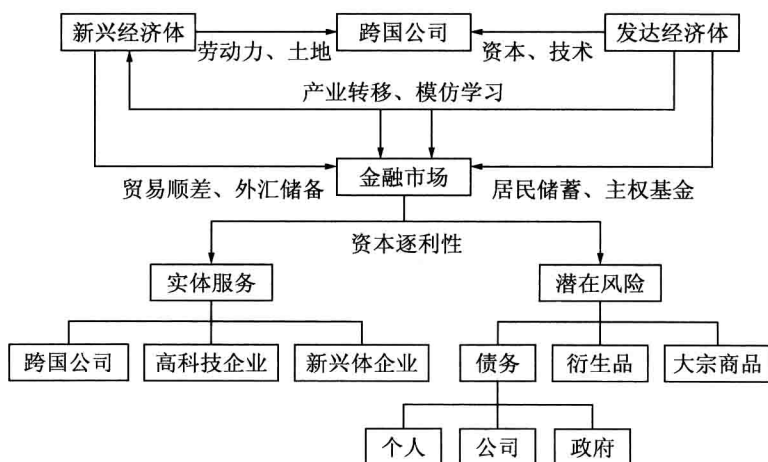 新兴经济体
跨国公司
发达经济体
劳动力、土地
资本、技术
产业转移、模仿学习
金融市场
贸易顺差、外汇储备
居民储蓄、主权基金
资本逐利性
实体服务
潜在风险
跨国公司
高科技企业
新兴体企业
债务
衍生品
大宗商品
个人
公司
政府